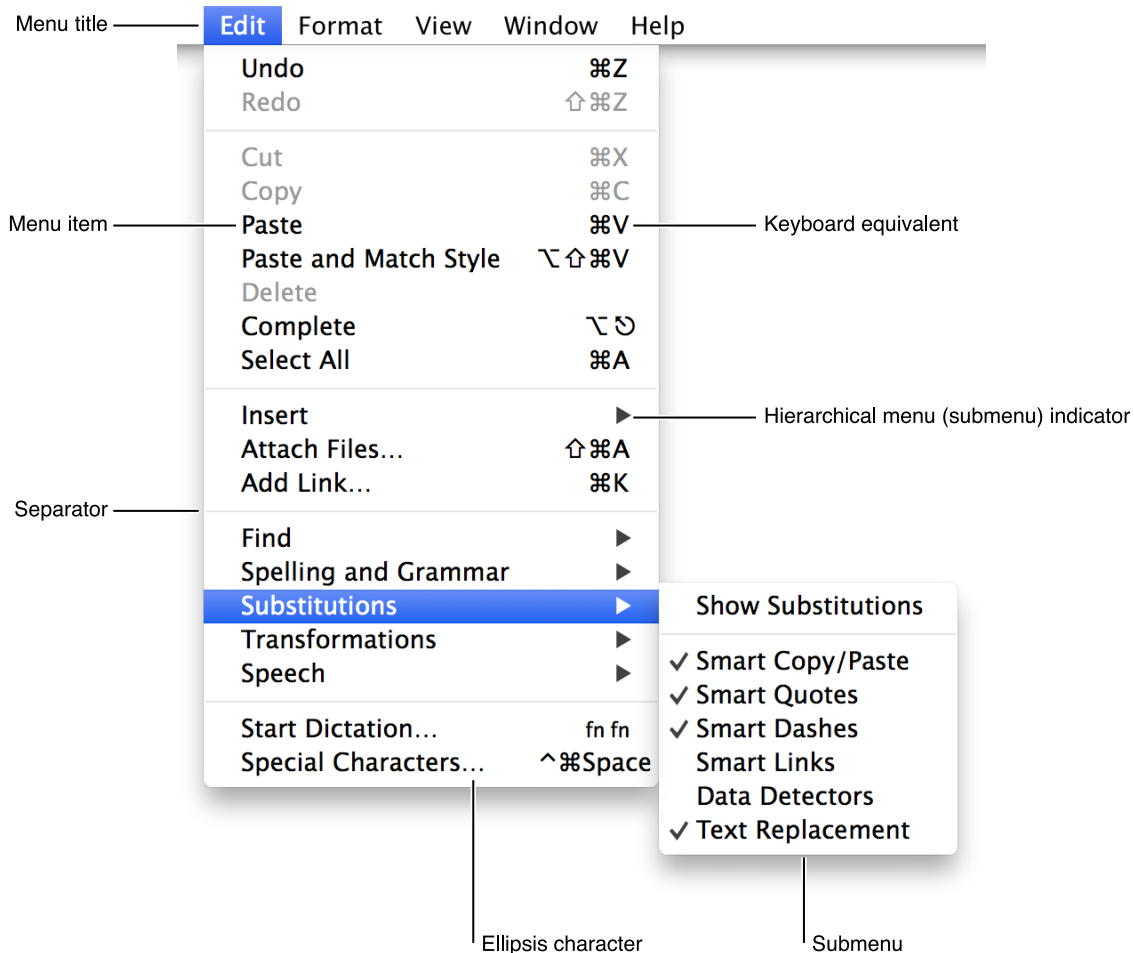 Menu title Edit Format View Window Help
Undo ⌘Z
Redo ⇧⌘Z
Cut ⌘X
Copy ⌘C
Menu item Paste ⌘V Keyboard equivalent
Paste and Match Style ⌥⇧⌘V
Delete
Complete ⌥⎋
Select All ⌘A
Insert ▶ Hierarchical menu (submenu) indicator
Attach Files… ⇧⌘A
Add Link… ⌘K
Separator
Find ▶
Spelling and Grammar ▶
Substitutions ▶ Show Substitutions
Transformations ▶
Speech ▶ ✓ Smart Copy/Paste
✓ Smart Quotes
Start Dictation… fn fn ✓ Smart Dashes
Special Characters… ^⌘Space Smart Links
Data Detectors
✓ Text Replacement
Ellipsis character Submenu